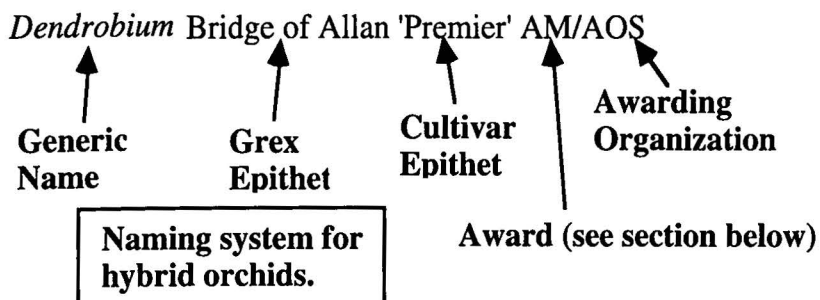 Dendrobium Bridge of Allan 'Premier' AM/AOS
Generic
Name
Grex
Epithet
Cultivar
Epithet
Awarding
Organization
Naming system for
hybrid orchids.
Award (see section below)